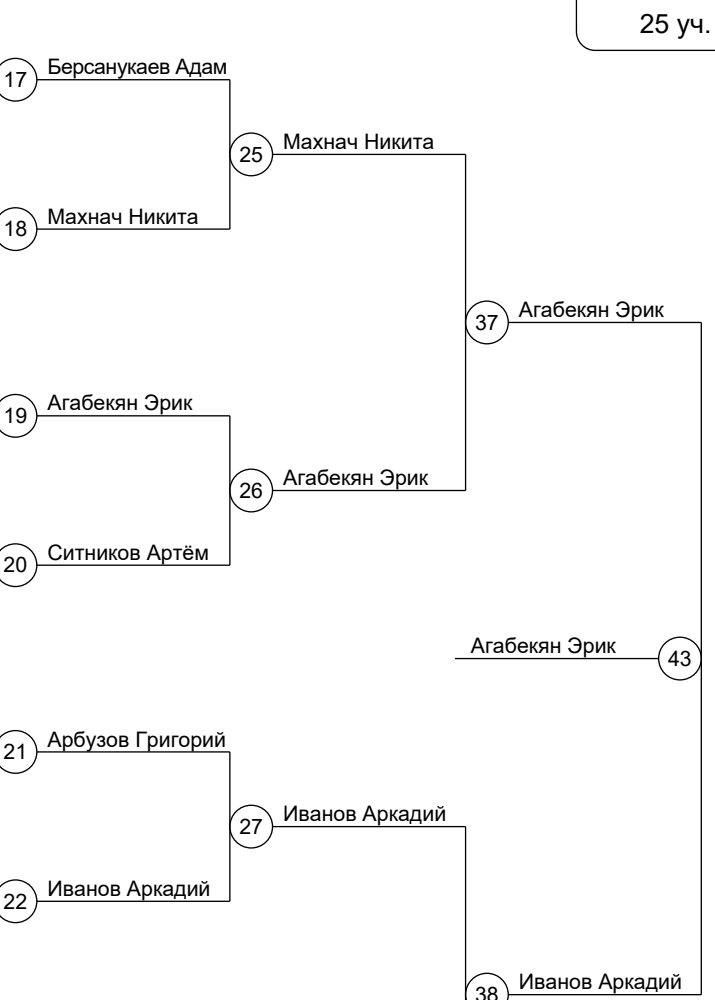 25 уч.
17 Берсанукаев Адам
25 Махнач Никита
18 Махнач Никита
37 Агабекян Эрик
19 Агабекян Эрик
26 Агабекян Эрик
20 Ситников Артём
Агабекян Эрик 43
21 Арбузов Григорий
27 Иванов Аркадий
22 Иванов Аркадий
38 Иванов Аркадий